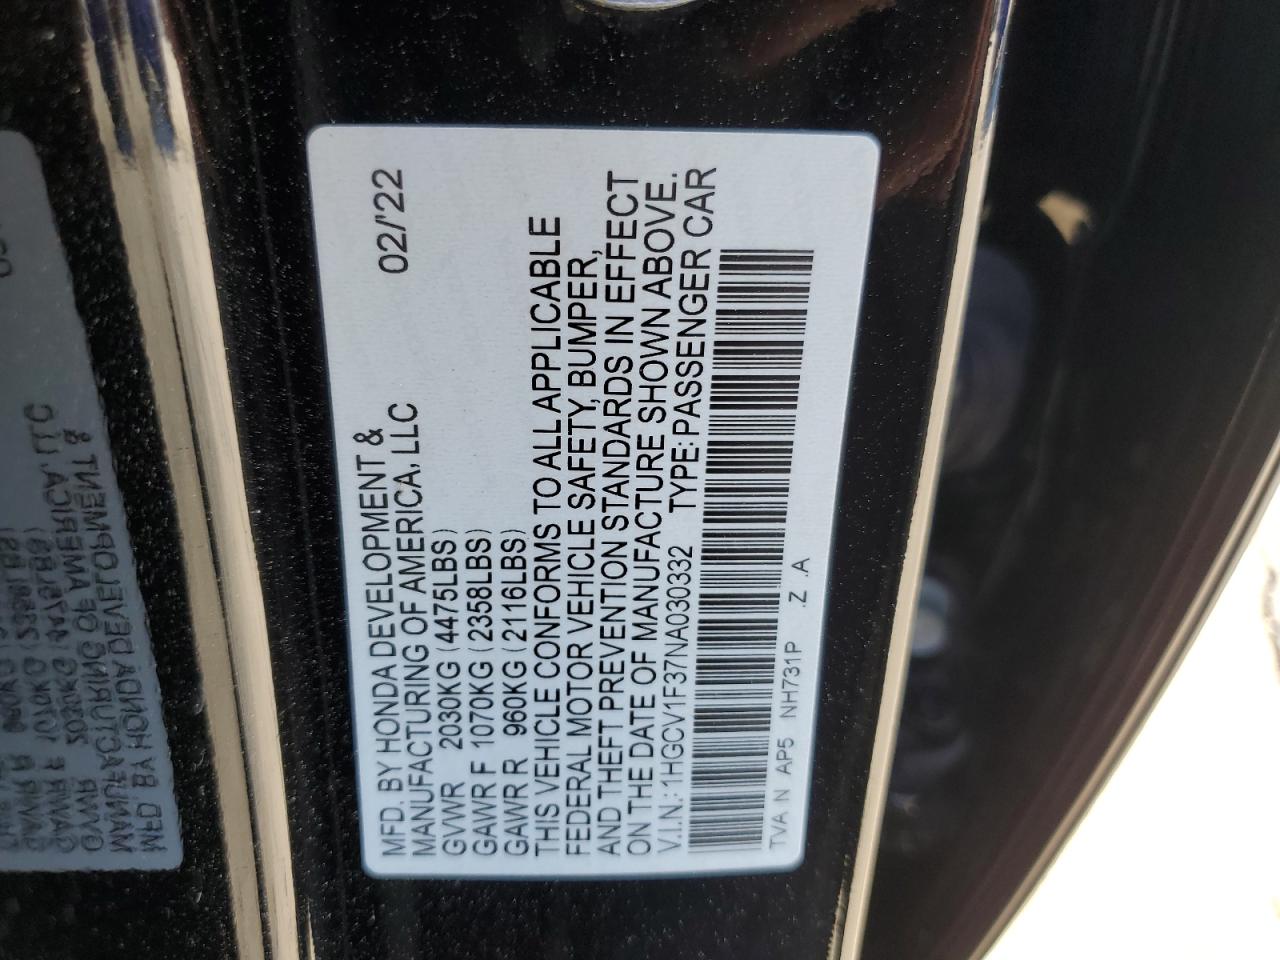 MFD. BY HONDA DEVELOPMENT &
MANUFACTURING OF AMERICA, LLC 02/'22
GVWR 2030KG (4475LBS)
GAWR F 1070KG (2358LBS)
GAWR R 960KG (2116LBS)
THIS VEHICLE CONFORMS TO ALL APPLICABLE
FEDERAL MOTOR VEHICLE SAFETY, BUMPER,
AND THEFT PREVENTION STANDARDS IN EFFECT
ON THE DATE OF MANUFACTURE SHOWN ABOVE.
V.I.N.: 1HGCV1F37NA030332 TYPE: PASSENGER CAR
TVA N AP5 NH731P .Z .A